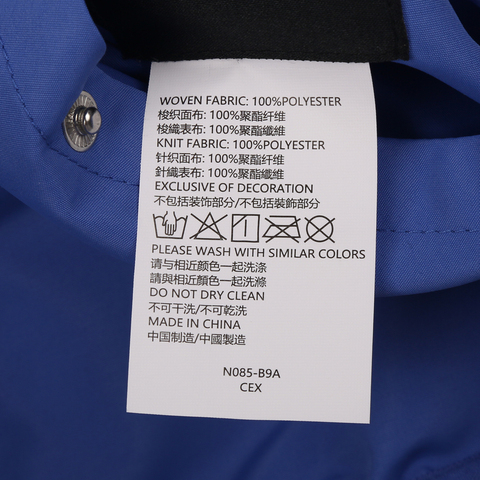 WOVEN FABRIC: 100%POLYESTER
梭织面布: 100%聚酯纤维
梭織表布: 100%聚酯纖維
KNIT FABRIC: 100%POLYESTER
针织面布: 100%聚酯纤维
針織表布: 100%聚酯纖維
EXCLUSIVE OF DECORATION
不包括装饰部分/不包括裝飾部分
PLEASE WASH WITH SIMILAR COLORS
请与相近颜色一起洗涤
請與相近顏色一起洗滌
DO NOT DRY CLEAN
不可干洗/不可乾洗
MADE IN CHINA
中国制造/中國製造
N085-B9A
CEX